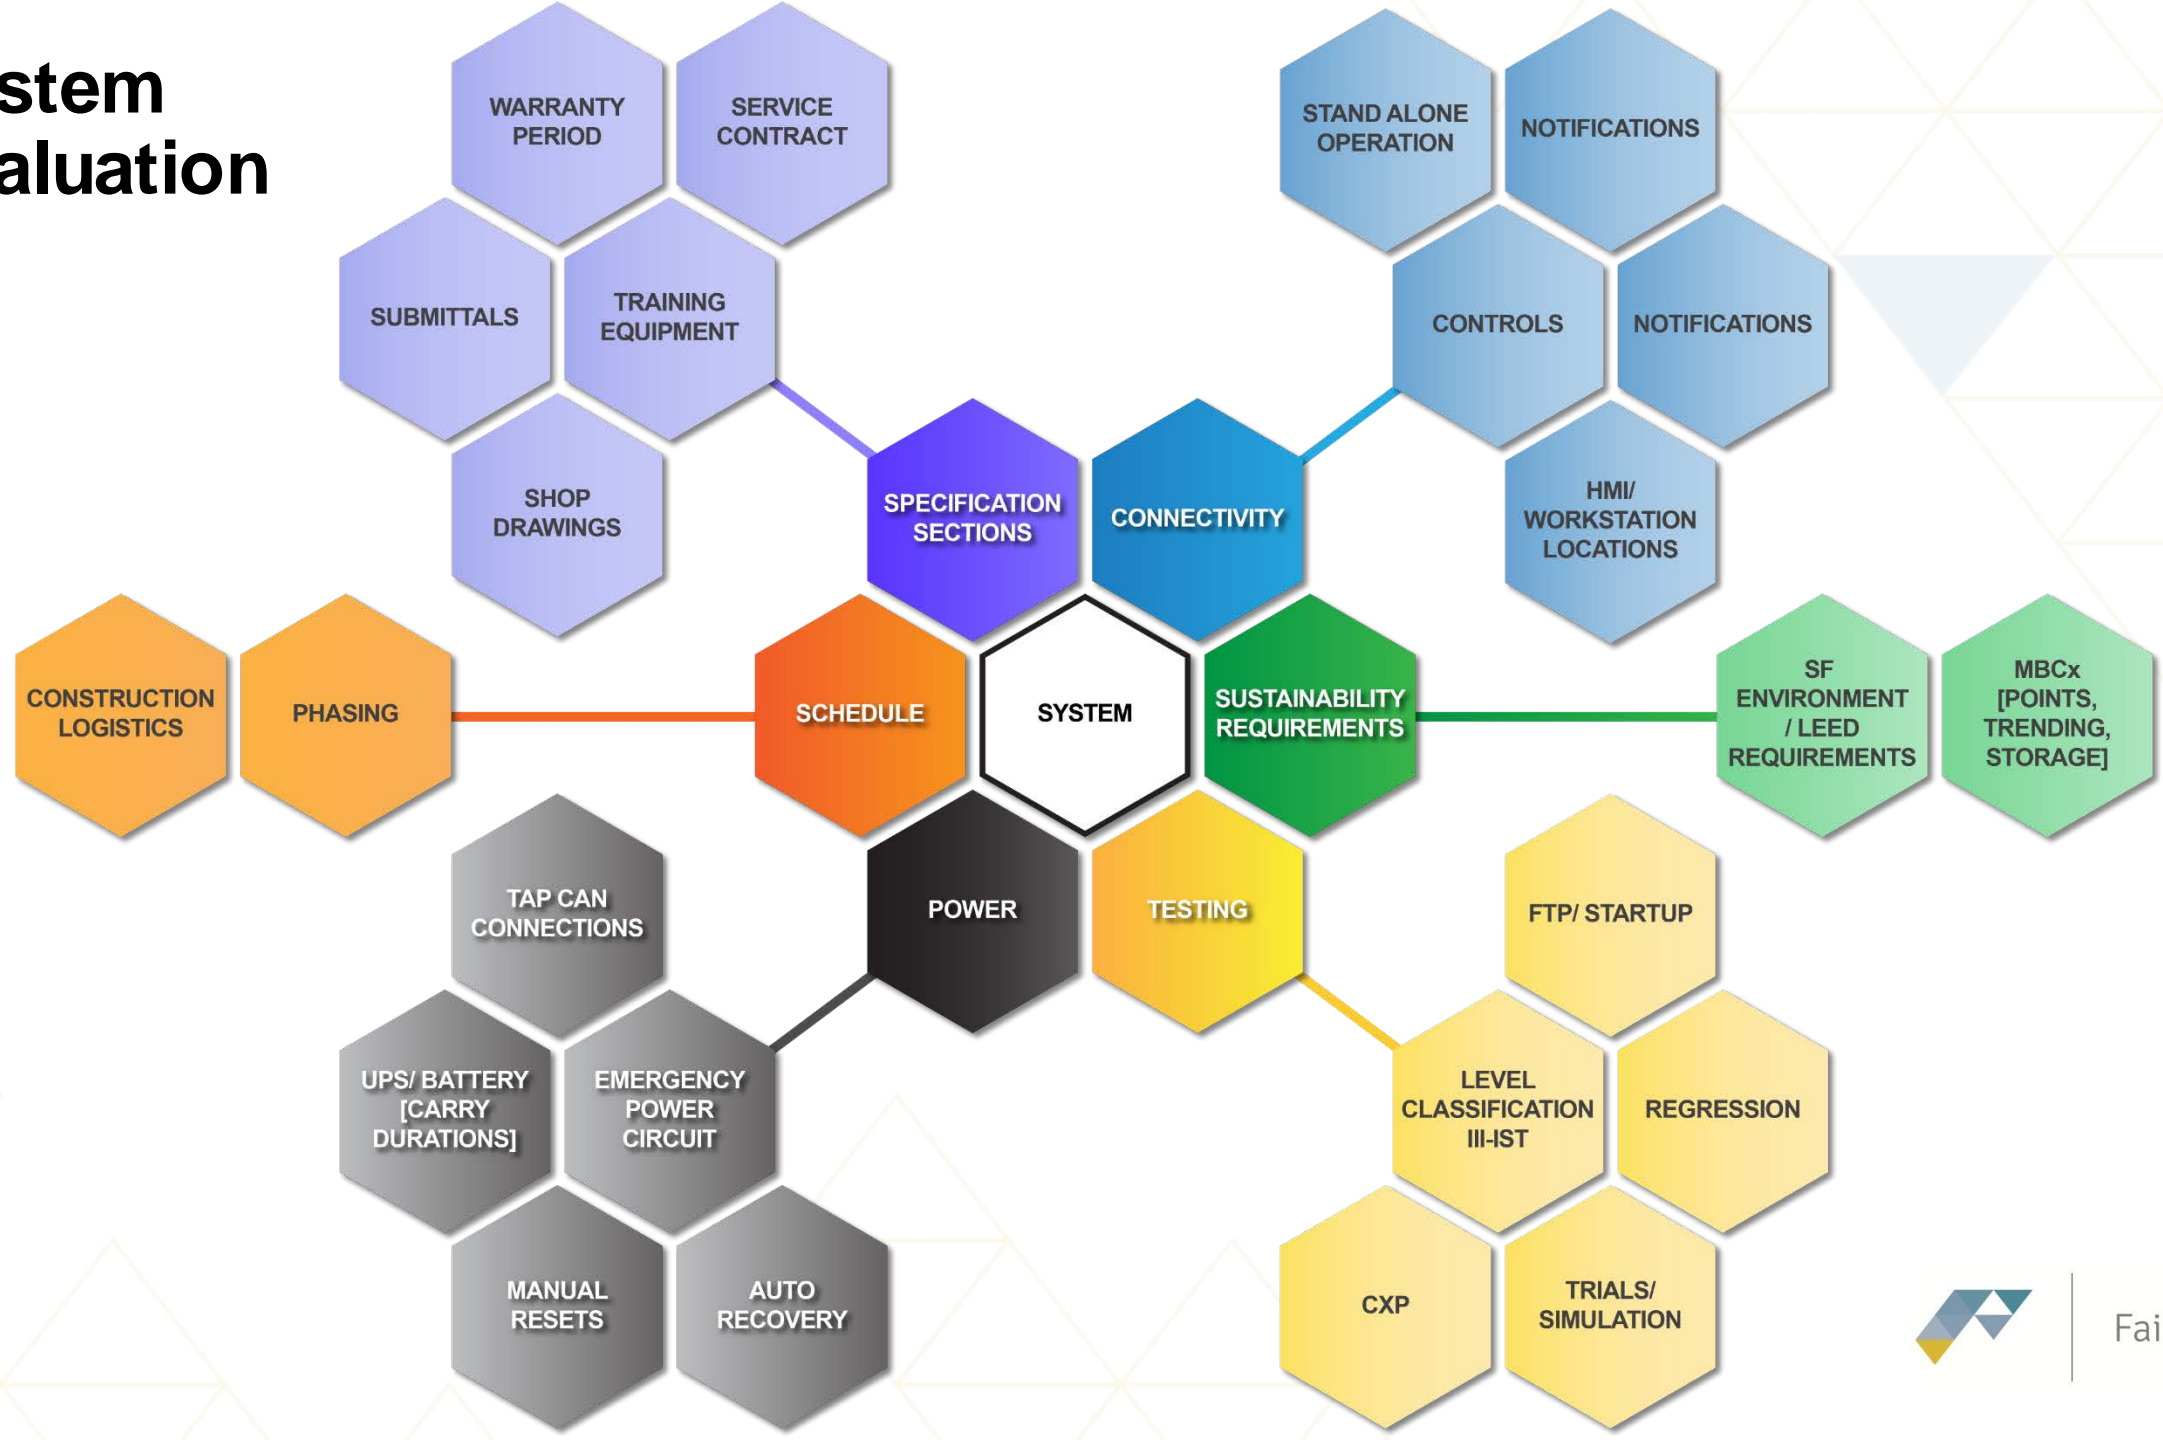 stem
aluation
WARRANTY
PERIOD
SERVICE
CONTRACT
SUBMITTALS
TRAINING
EQUIPMENT
SHOP
DRAWINGS
STAND ALONE
OPERATION
NOTIFICATIONS
CONTROLS
NOTIFICATIONS
HMI/
WORKSTATION
LOCATIONS
SPECIFICATION
SECTIONS
CONNECTIVITY
CONSTRUCTION
LOGISTICS
PHASING
SCHEDULE
SYSTEM
SUSTAINABILITY
REQUIREMENTS
SF
ENVIRONMENT
/ LEED
REQUIREMENTS
MBCx
[POINTS,
TRENDING,
STORAGE]
POWER
TESTING
TAP CAN
CONNECTIONS
UPS/ BATTERY
[CARRY
DURATIONS]
EMERGENCY
POWER
CIRCUIT
MANUAL
RESETS
AUTO
RECOVERY
FTP/ STARTUP
LEVEL
CLASSIFICATION
III-IST
REGRESSION
CXP
TRIALS/
SIMULATION
Fai